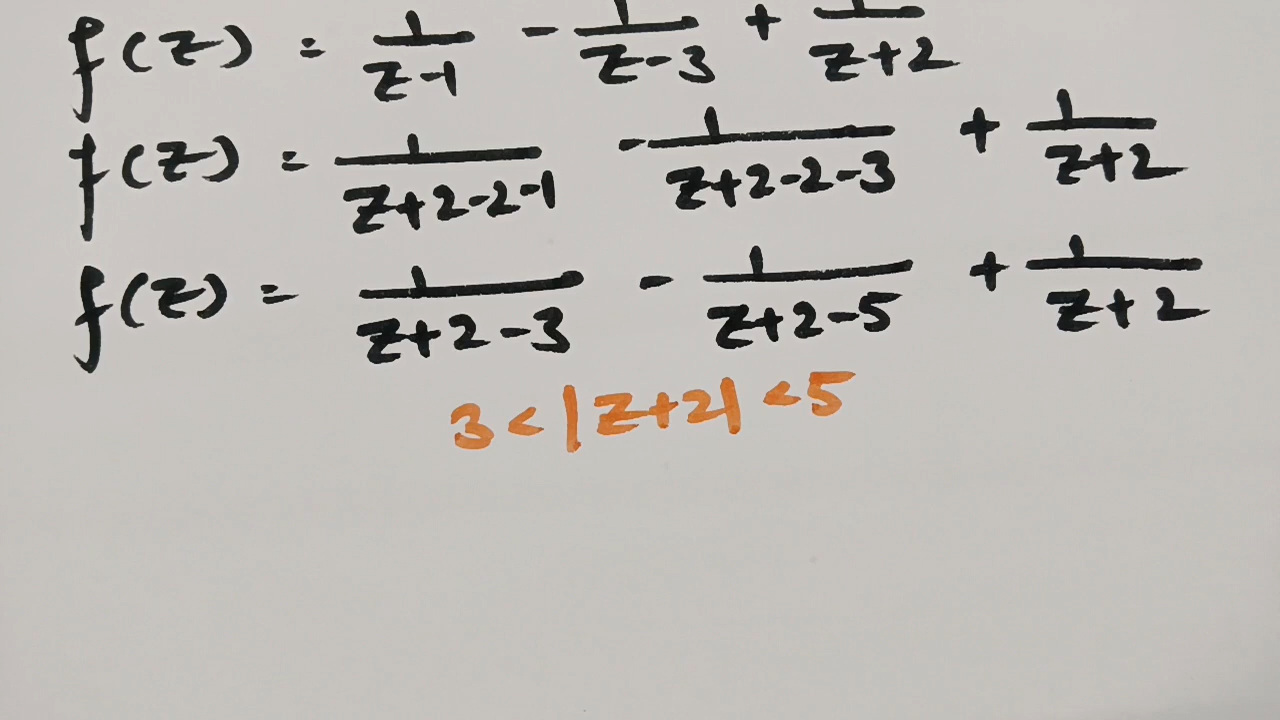 f(z) = 1/(z-1) - 1/(z-3) + 1/(z+2)
f(z) = 1/(z+2-2-1) - 1/(z+2-2-3) + 1/(z+2)
f(z) = 1/(z+2-3) - 1/(z+2-5) + 1/(z+2)
3<|z+2|<5